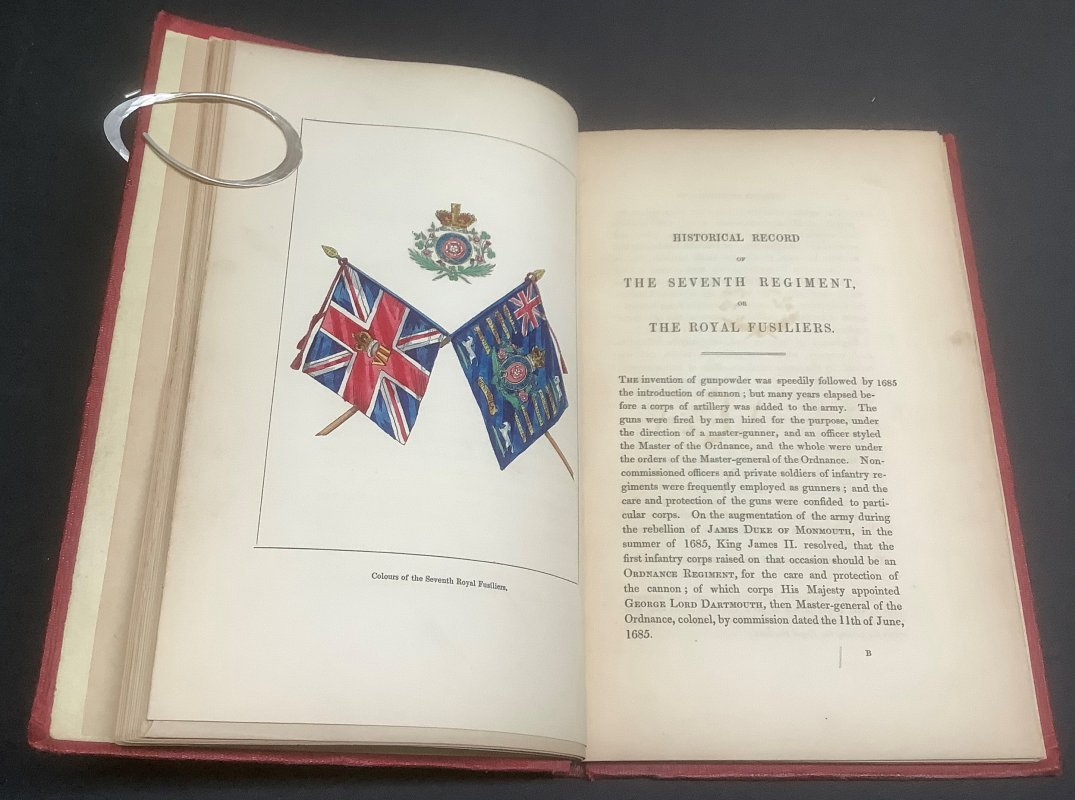 VII
Colours of the Seventh Royal Fusiliers.
HISTORICAL RECORD
OF
THE SEVENTH REGIMENT,
OR
THE ROYAL FUSILIERS.
THE invention of gunpowder was speedily followed by 1685
the introduction of cannon; but many years elapsed be-
fore a corps of artillery was added to the army. The
guns were fired by men hired for the purpose, under
the direction of a master-gunner, and an officer styled
the Master of the Ordnance, and the whole were under
the orders of the Master-general of the Ordnance. Non-
commissioned officers and private soldiers of infantry re-
giments were frequently employed as gunners; and the
care and protection of the guns were confided to parti-
cular corps. On the augmentation of the army during
the rebellion of JAMES DUKE OF MONMOUTH, in the
summer of 1685, King James II. resolved, that the
first infantry corps raised on that occasion should be an
ORDNANCE REGIMENT, for the care and protection of
the cannon; of which corps His Majesty appointed
GEORGE LORD DARTMOUTH, then Master-general of the
Ordnance, colonel, by commission dated the 11th of June,
1685.
B